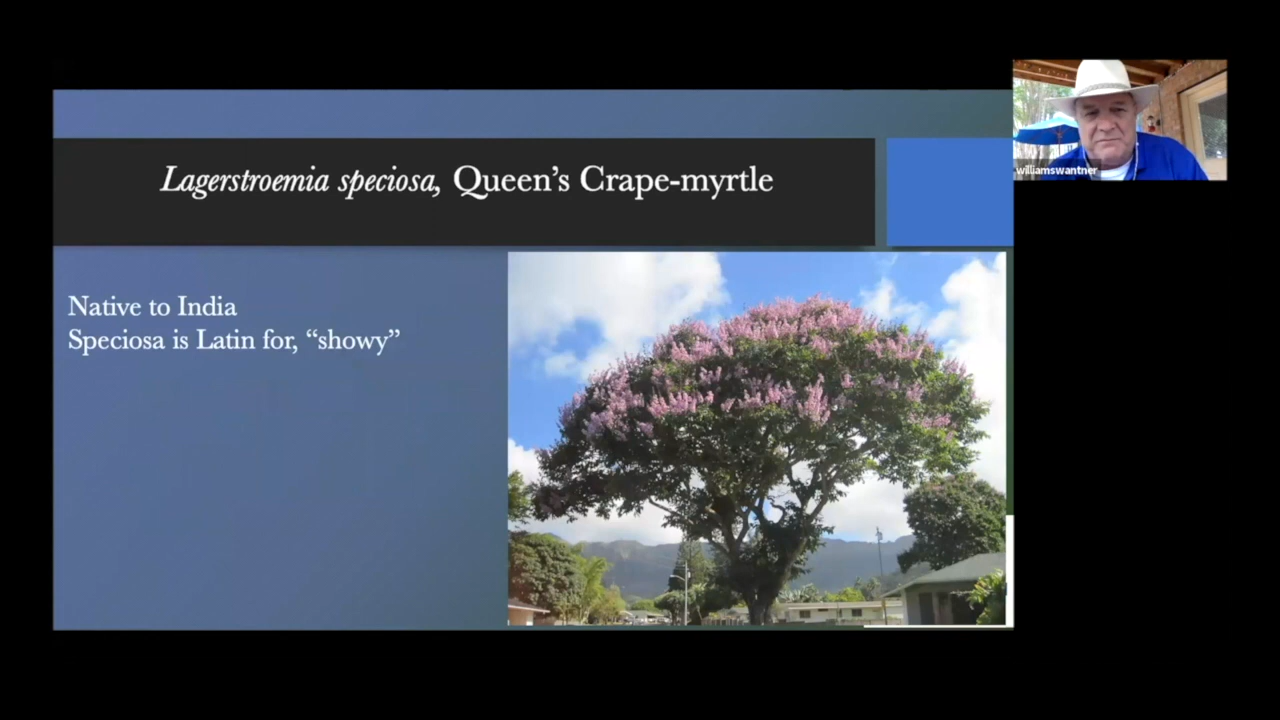 Lagerstroemia speciosa, Queen’s Crape-myrtle
williamswantner
Native to India
Speciosa is Latin for, “showy”